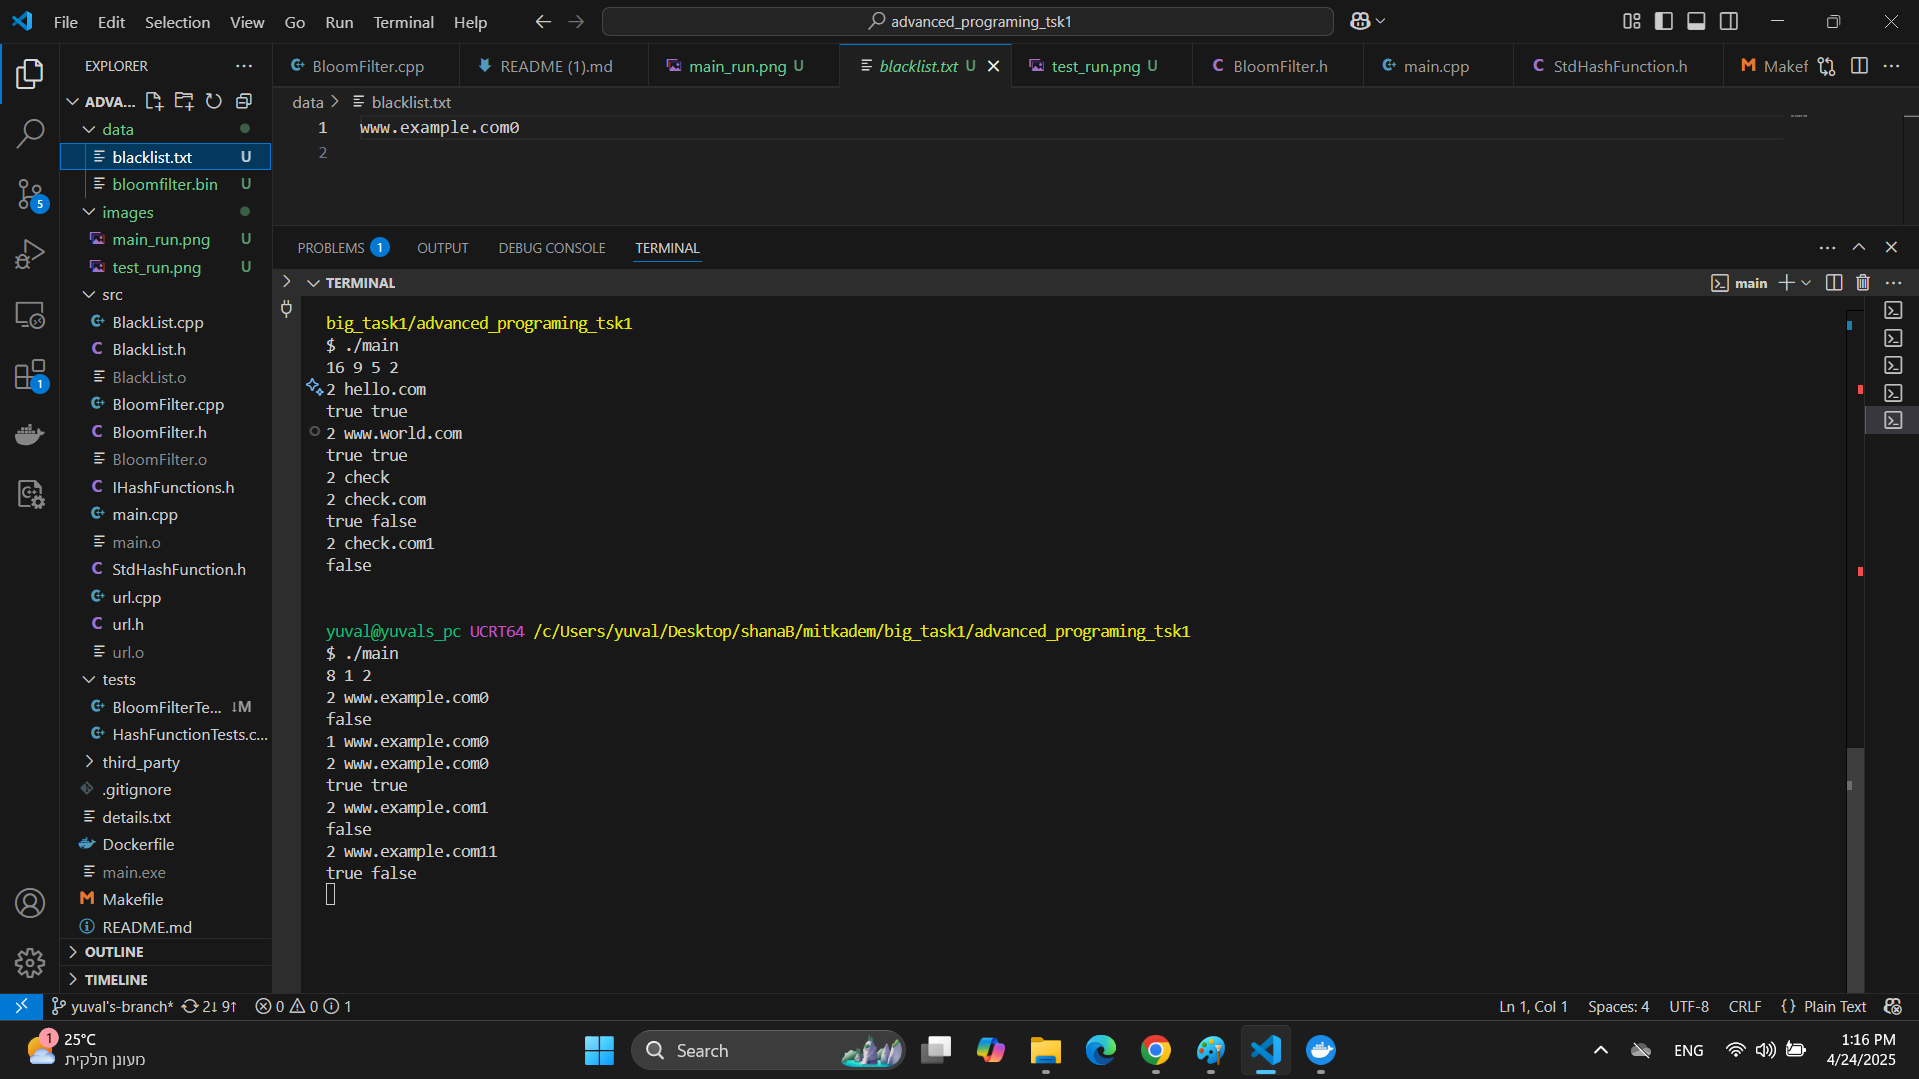 File Edit Selection View Go Run Terminal Help
advanced_programing_tsk1
EXPLORER
BloomFilter.cpp
README (1).md
main_run.png U
blacklist.txt U
test_run.png U
BloomFilter.h
main.cpp
StdHashFunction.h
Makef
ADVA...
data
blacklist.txt U
bloomfilter.bin U
images
main_run.png U
test_run.png U
src
BlackList.cpp
BlackList.h
BlackList.o
BloomFilter.cpp
BloomFilter.h
BloomFilter.o
IHashFunctions.h
main.cpp
main.o
StdHashFunction.h
url.cpp
url.h
url.o
tests
BloomFilterTe... ↓M
HashFunctionTests.c...
third_party
.gitignore
details.txt
Dockerfile
main.exe
Makefile
README.md
OUTLINE
TIMELINE
5
1
data > blacklist.txt
1 www.example.com0
2
PROBLEMS 1 OUTPUT DEBUG CONSOLE TERMINAL
TERMINAL
main
big_task1/advanced_programing_tsk1
$ ./main
16 9 5 2
2 hello.com
true true
2 www.world.com
true true
2 check
2 check.com
true false
2 check.com1
false
yuval@yuvals_pc UCRT64 /c/Users/yuval/Desktop/shanaB/mitkadem/big_task1/advanced_programing_tsk1
$ ./main
8 1 2
2 www.example.com0
false
1 www.example.com0
2 www.example.com0
true true
2 www.example.com1
false
2 www.example.com11
true false
yuval's-branch* 2↓ 9↑ 0 0 1
Ln 1, Col 1 Spaces: 4 UTF-8 CRLF {} Plain Text
1
25°C
מעונן חלקית
Search
ENG
1:16 PM
4/24/2025